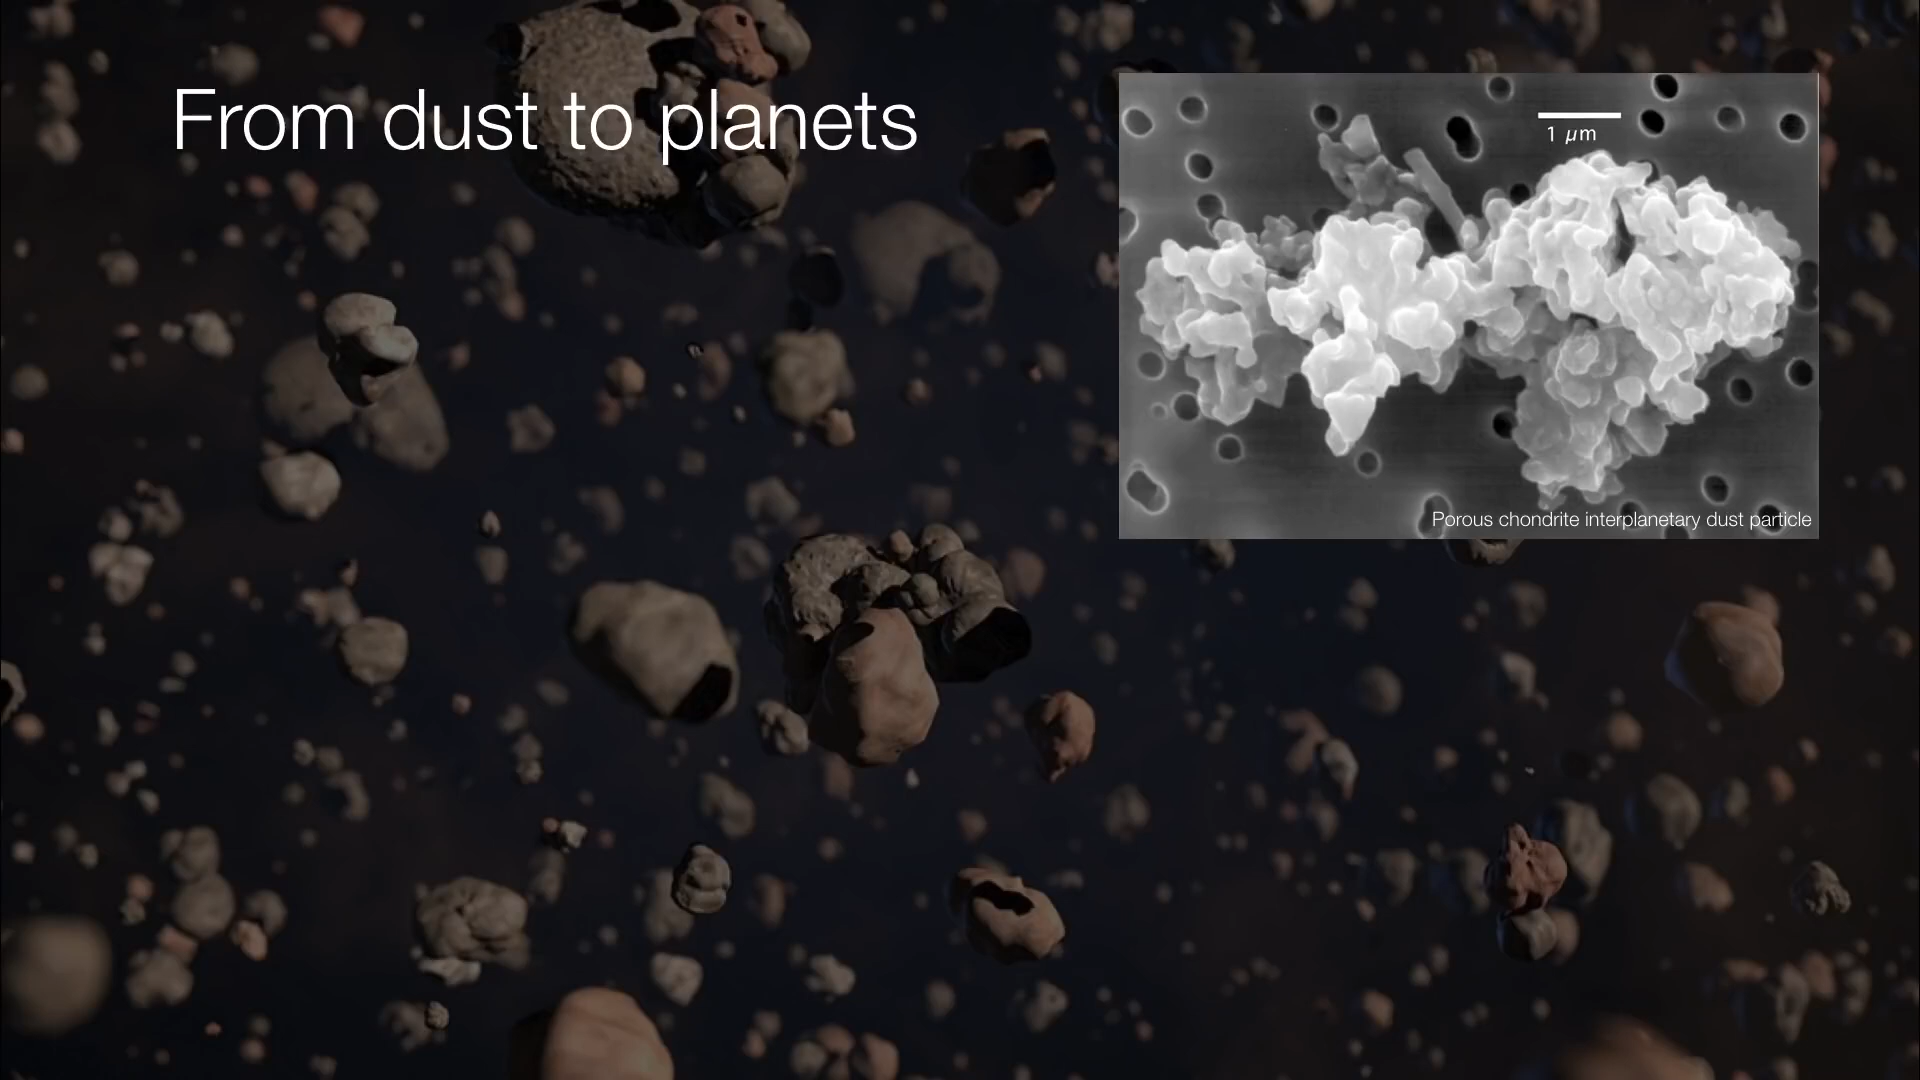 From dust to planets
1 μm
Porous chondrite interplanetary dust particle